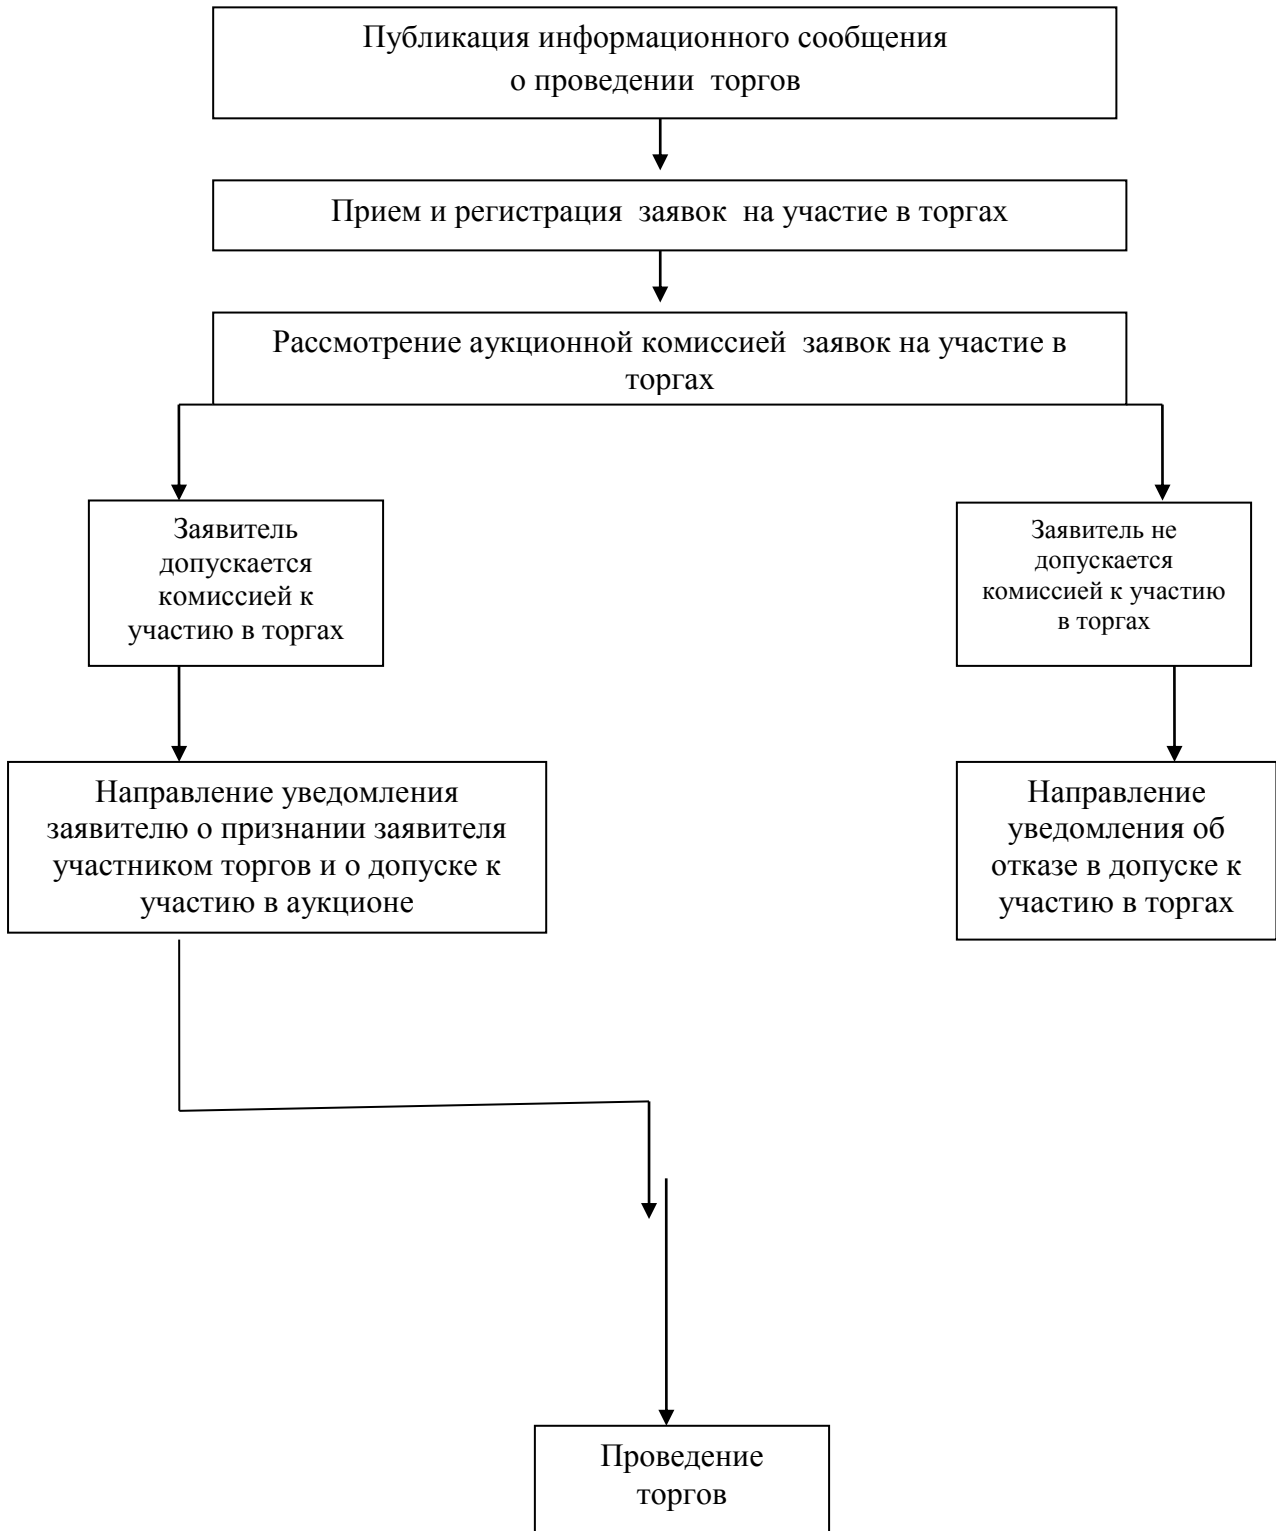 Публикация информационного сообщения
о проведении торгов
Прием и регистрация заявок на участие в торгах
Рассмотрение аукционной комиссией заявок на участие в
торгах
Заявитель
допускается
комиссией к
участию в торгах
Заявитель не
допускается
комиссией к участию
в торгах
Направление уведомления
заявителю о признании заявителя
участником торгов и о допуске к
участию в аукционе
Направление
уведомления об
отказе в допуске к
участию в торгах
Проведение
торгов